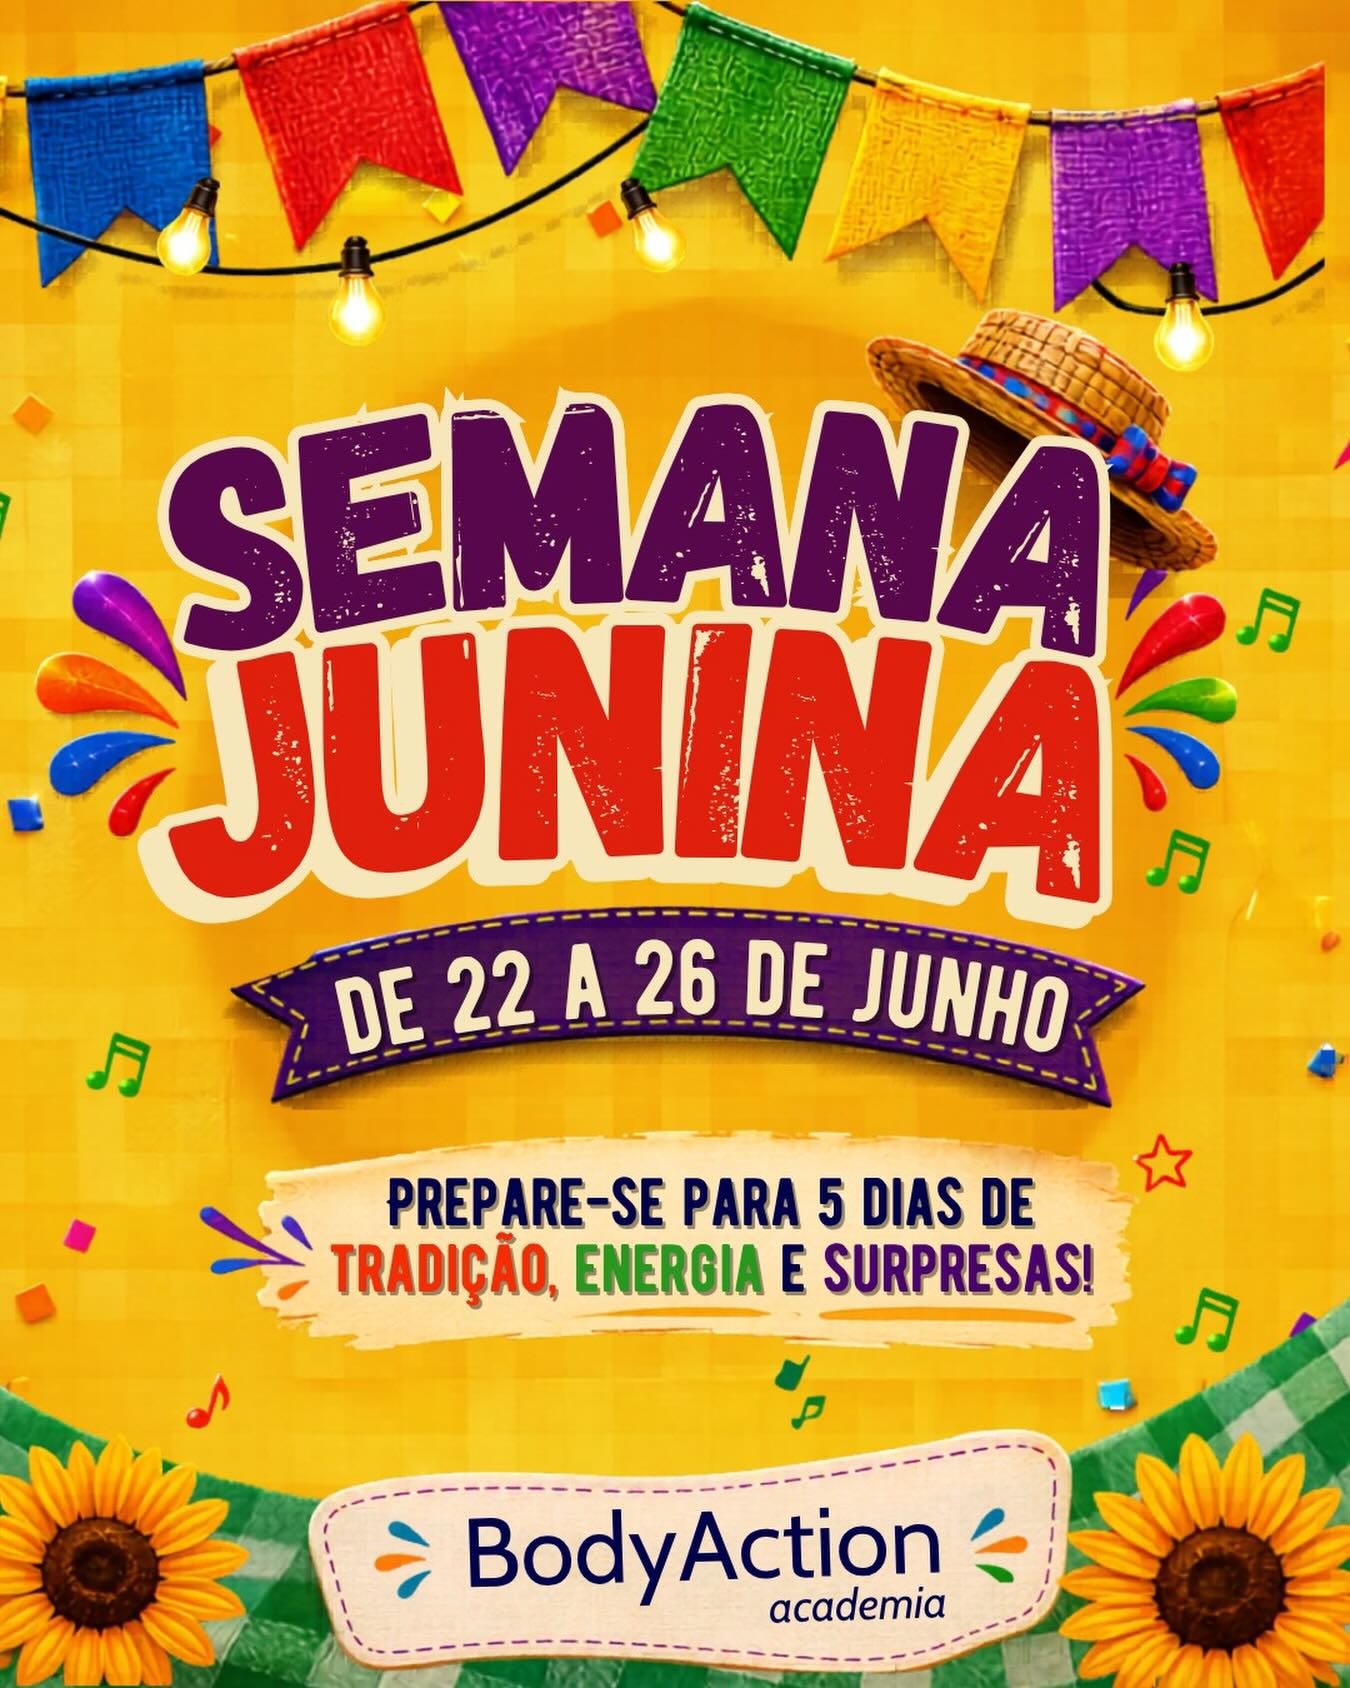 SEMANA
JUNINA
DE 22 A 26 DE JUNHO
PREPARE-SE PARA 5 DIAS DE
TRADIÇÃO, ENERGIA E SURPRESAS!
BodyAction
academia